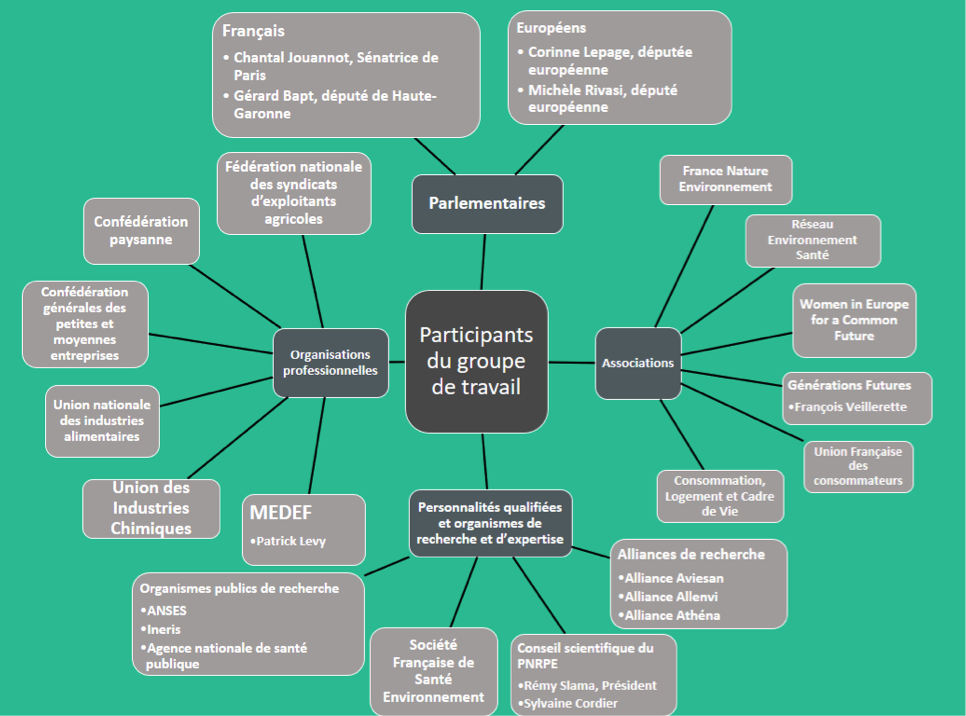 Français
• Chantal Jouannot, Sénatrice de
Paris
• Gérard Bapt, député de Haute-
Garonne
Européens
• Corinne Lepage, députée
européenne
• Michèle Rivasi, député
européenne
Parlementaires
Fédération nationale
des syndicats
d'exploitants
agricoles
Confédération
paysanne
Confédération
générales des
petites et
moyennes
entreprises
Union nationale
des industries
alimentaires
Union des
Industries
Chimiques
MEDEF
•Patrick Levy
Organisations
professionnelles
Participants
du groupe
de travail
Associations
France Nature
Environnement
Réseau
Environnement
Santé
Women in Europe
for a Common
Future
Générations Futures
•François Veillerette
Union Française
des
consommateurs
Consommation,
Logement et Cadre
de Vie
Personnalités qualifiées
et organismes de
recherche et d'expertise
Organismes publics de recherche
•ANSES
•Ineris
•Agence nationale de santé
publique
Société
Française de
Santé
Environnement
Conseil scientifique du
PNRPE
•Rémy Slama, Président
•Sylvaine Cordier
Alliances de recherche
•Alliance Aviesan
•Alliance Allenvi
•Alliance Athéna